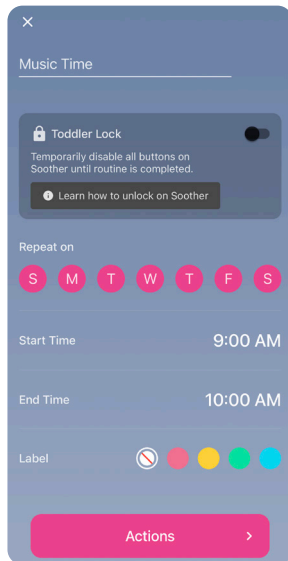 Music Time
Toddler Lock
Temporarily disable all buttons on
Soother until routine is completed.
Learn how to unlock on Soother
Repeat on
S M T W T F S
Start Time 9:00 AM
End Time 10:00 AM
Label
Actions